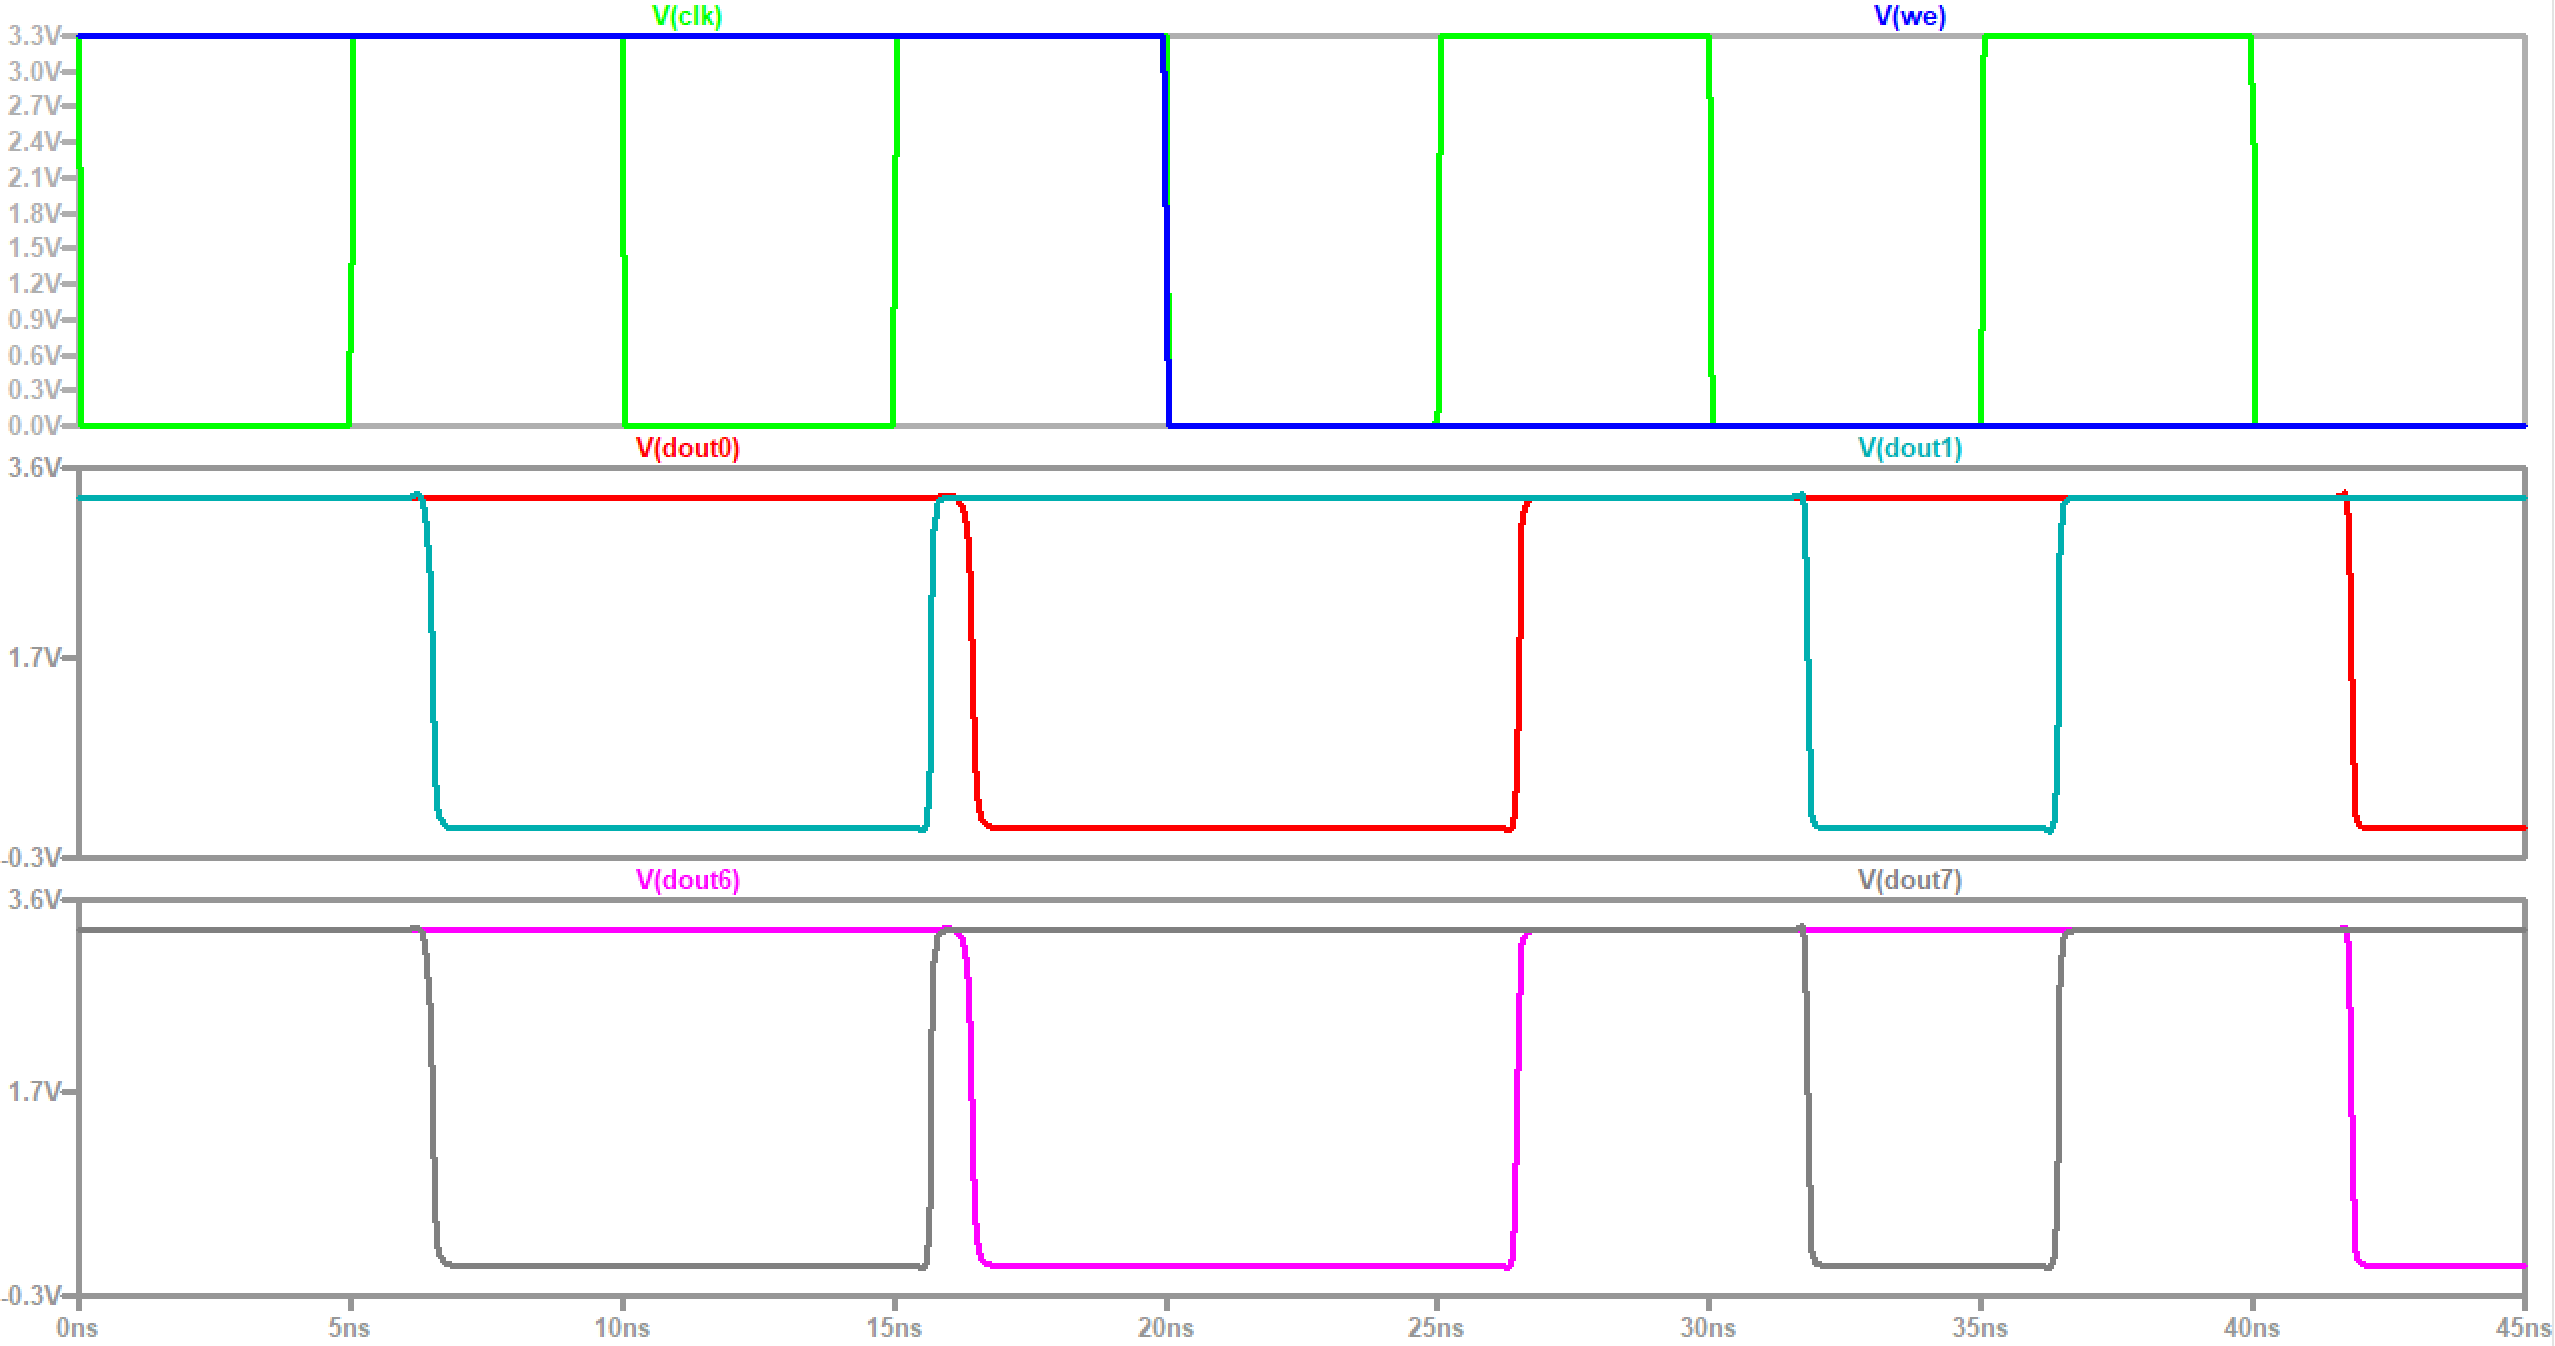 V(clk) V(we)
3.3V
3.0V
2.7V
2.4V
2.1V
1.8V
1.5V
1.2V
0.9V
0.6V
0.3V
0.0V
V(dout0) V(dout1)
3.6V
1.7V
-0.3V
V(dout6) V(dout7)
3.6V
1.7V
-0.3V
0ns 5ns 10ns 15ns 20ns 25ns 30ns 35ns 40ns 45ns